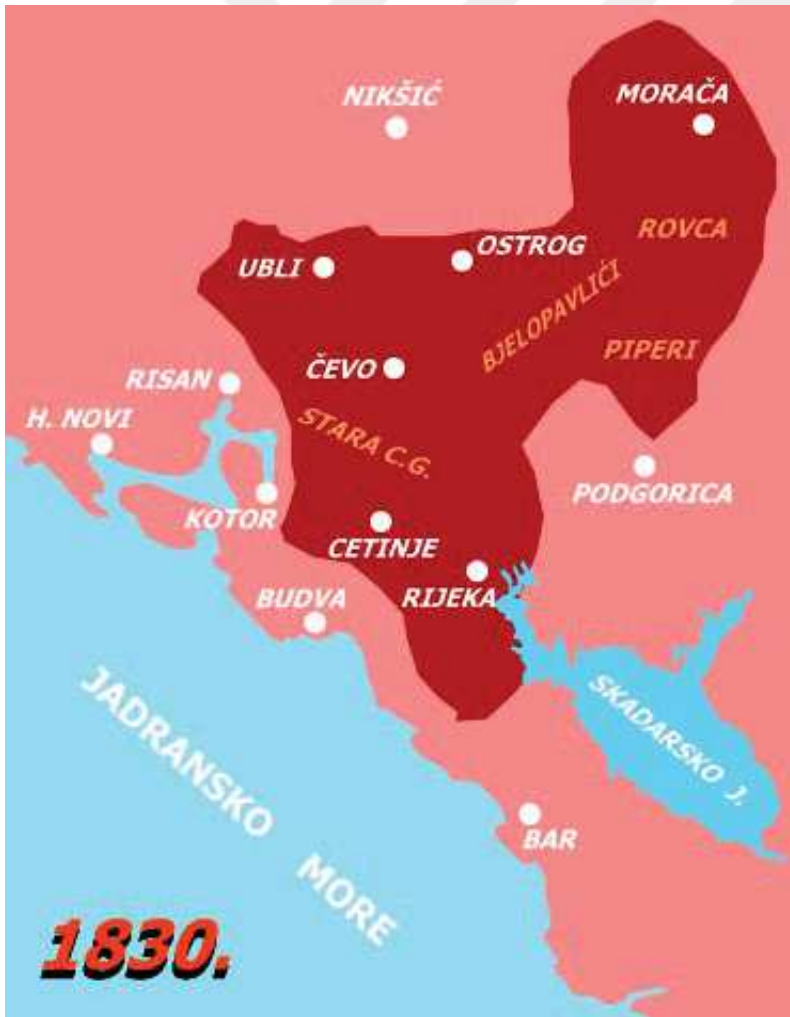 NIKŠIĆ
MORAČA
ROVCA
OSTROG
UBLI
BJELOPAVLIĆI
PIPERI
ČEVO
RISAN
H. NOVI
STARA C.G.
PODGORICA
KOTOR
CETINJE
RIJEKA
BUDVA
SKADARSKO J.
JADRANSKO MORE
BAR
1830.